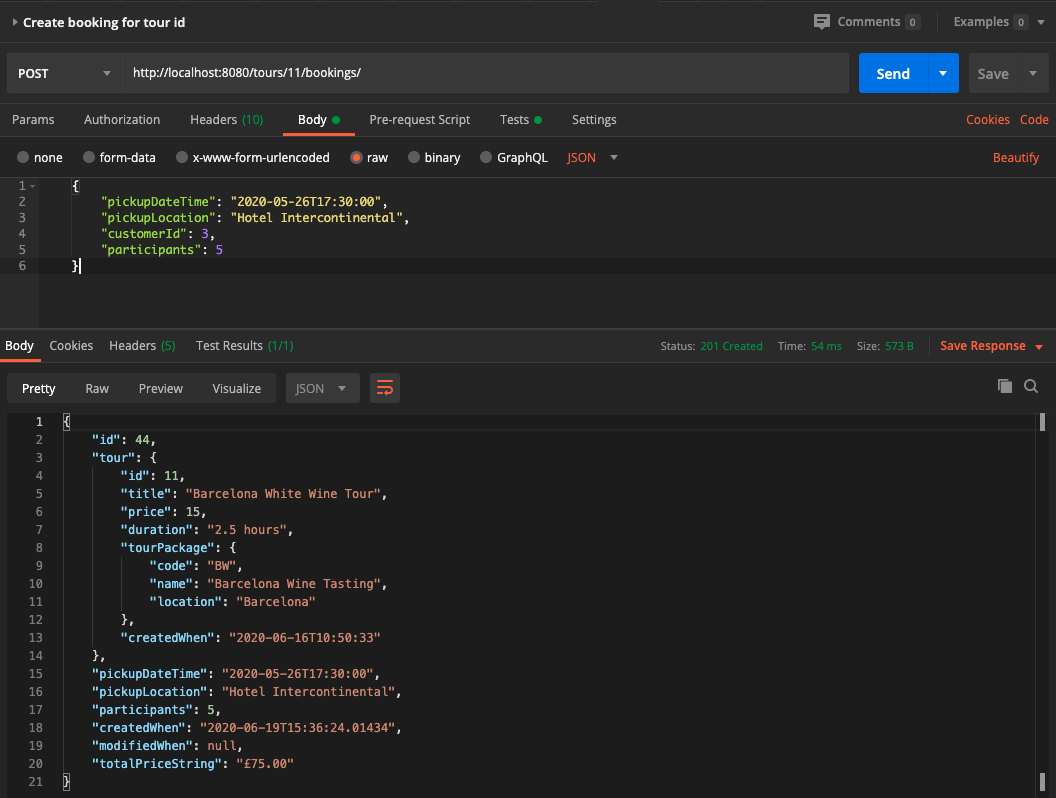 Create booking for tour id
Comments 0 Examples 0
POST http://localhost:8080/tours/11/bookings/ Send Save
Params Authorization Headers (10) Body Pre-request Script Tests Settings Cookies Code
none form-data x-www-form-urlencoded raw binary GraphQL JSON Beautify
1 {
2 "pickupDateTime": "2020-05-26T17:30:00",
3 "pickupLocation": "Hotel Intercontinental",
4 "customerId": 3,
5 "participants": 5
6 }
Body Cookies Headers (5) Test Results (1/1) Status: 201 Created Time: 54 ms Size: 573 B Save Response
Pretty Raw Preview Visualize JSON
1 {
2 "id": 44,
3 "tour": {
4 "id": 11,
5 "title": "Barcelona White Wine Tour",
6 "price": 15,
7 "duration": "2.5 hours",
8 "tourPackage": {
9 "code": "BW",
10 "name": "Barcelona Wine Tasting",
11 "location": "Barcelona"
12 },
13 "createdWhen": "2020-06-16T10:50:33"
14 },
15 "pickupDateTime": "2020-05-26T17:30:00",
16 "pickupLocation": "Hotel Intercontinental",
17 "participants": 5,
18 "createdWhen": "2020-06-19T15:36:24.01434",
19 "modifiedWhen": null,
20 "totalPriceString": "£75.00"
21 }